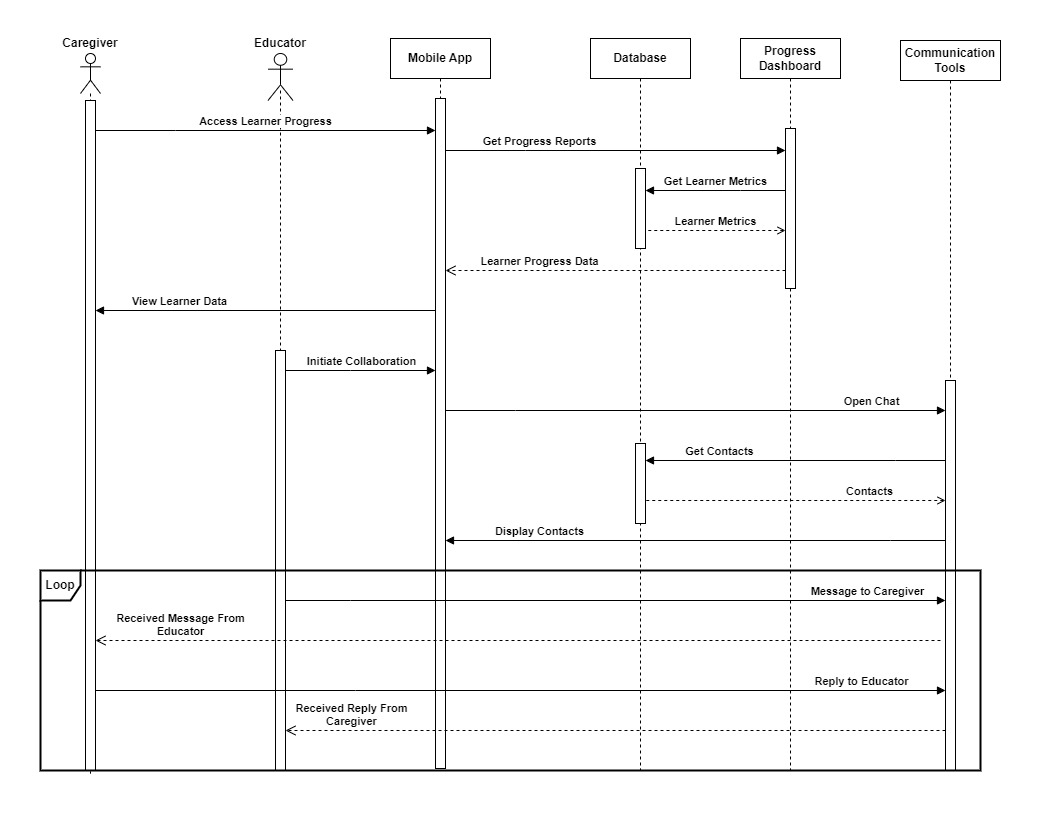 Caregiver
Educator
Mobile App
Database
Progress
Dashboard
Communication
Tools
Access Learner Progress
Get Progress Reports
Get Learner Metrics
Learner Metrics
Learner Progress Data
View Learner Data
Initiate Collaboration
Open Chat
Get Contacts
Contacts
Display Contacts
Loop
Message to Caregiver
Received Message From
Educator
Reply to Educator
Received Reply From
Caregiver